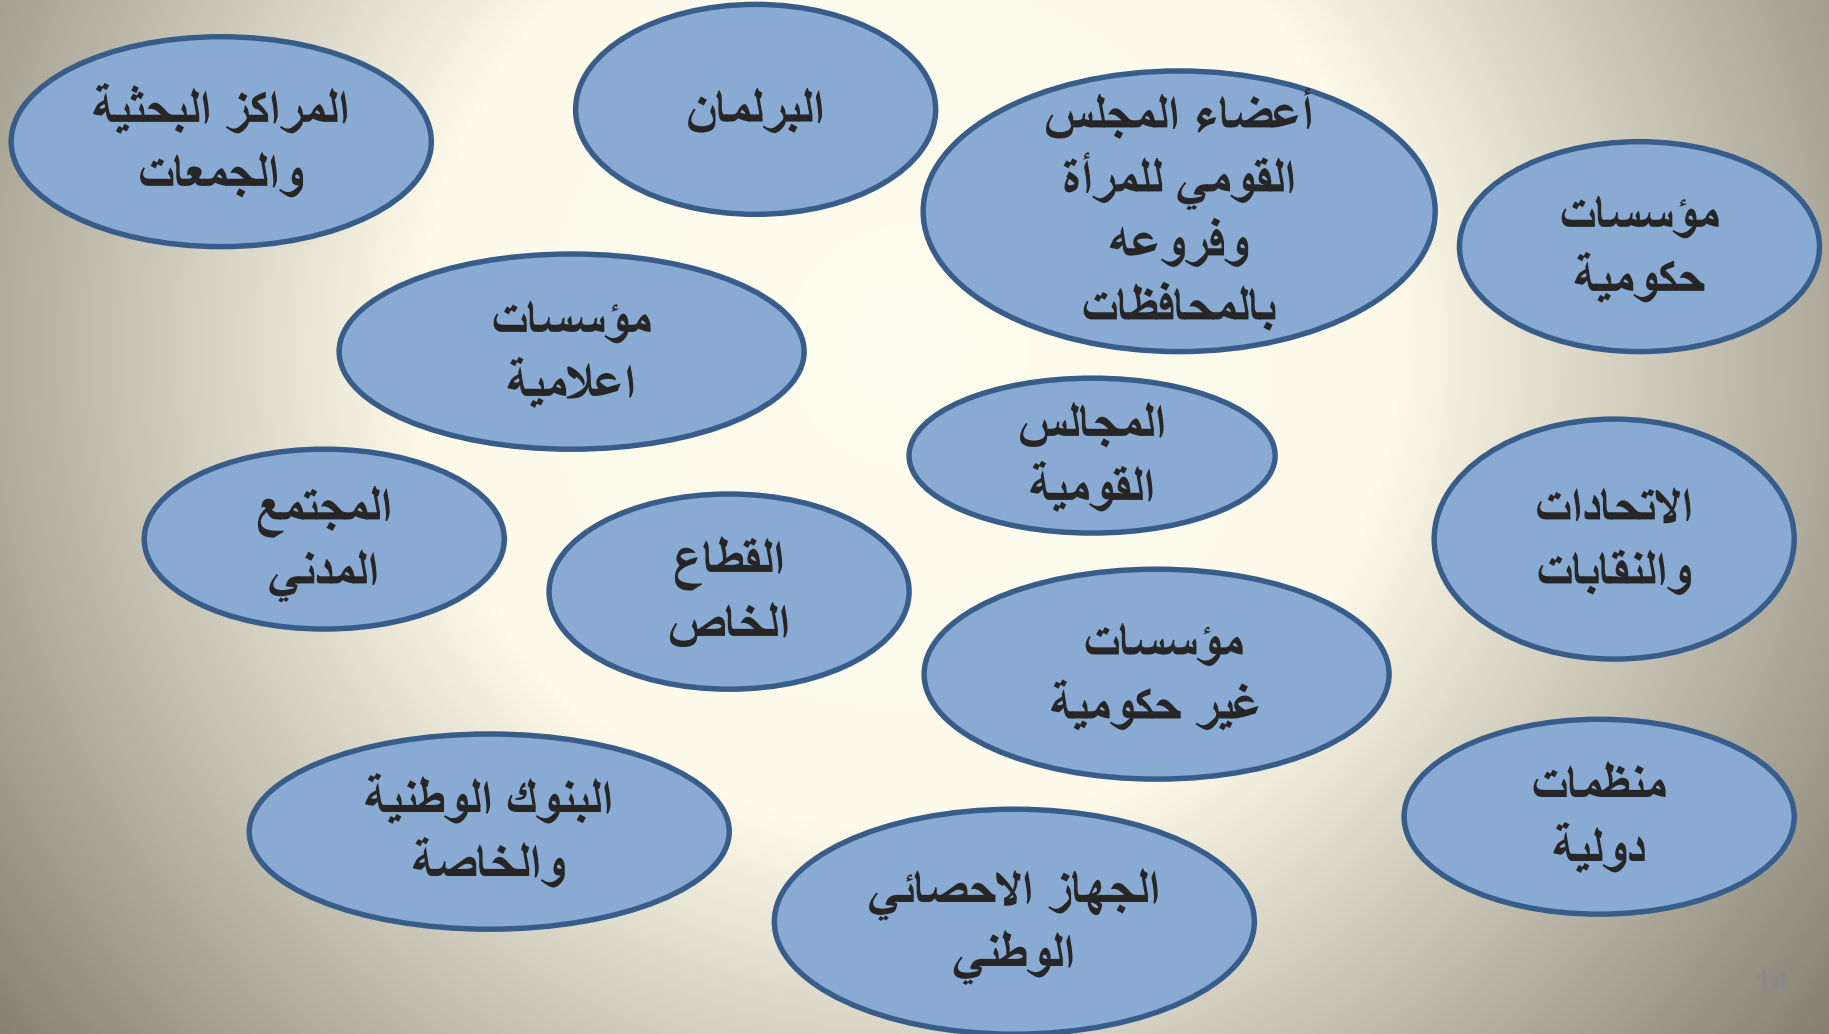 البرلمان
المراكز البحثية
والجمعات
أعضاء المجلس
القومي للمرأة
وفروعه
بالمحافظات
مؤسسات
حكومية
مؤسسات
اعلامية
المجالس
القومية
الاتحادات
والنقابات
المجتمع
المدني
القطاع
الخاص
مؤسسات
غير حكومية
منظمات
دولية
البنوك الوطنية
والخاصة
الجهاز الاحصائي
الوطني
14